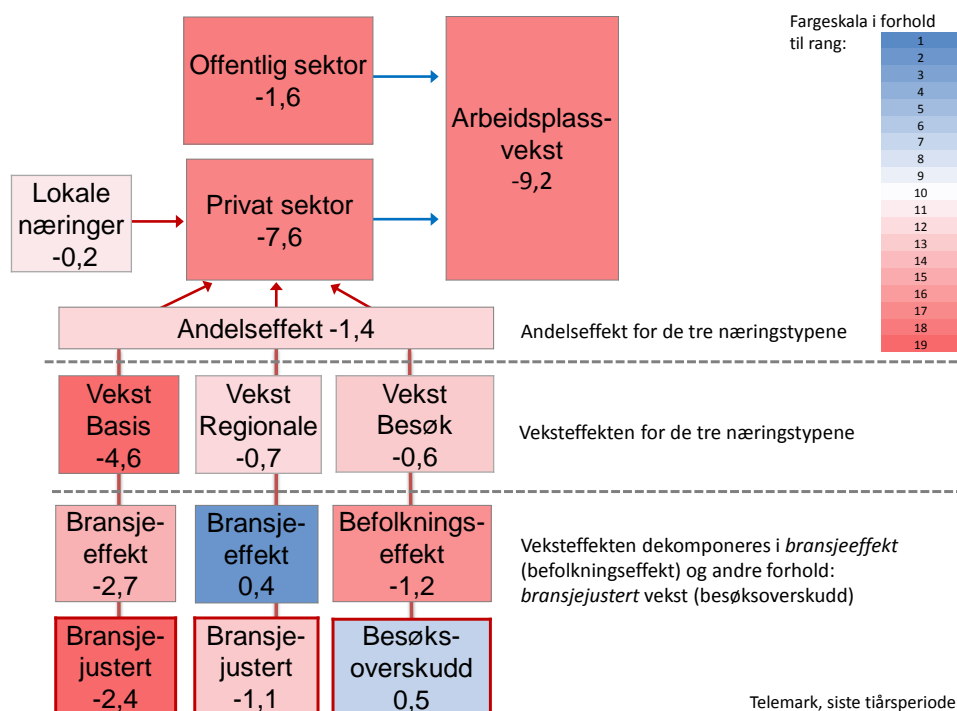 Fargeskala i forhold
til rang:
1
2
3
4
5
6
7
8
9
10
11
12
13
14
15
16
17
18
19
Offentlig sektor
-1,6
Arbeidsplass-
vekst
-9,2
Lokale
næringer
-0,2
Privat sektor
-7,6
Andelseffekt -1,4
Andelseffekt for de tre næringstypene
Vekst
Basis
-4,6
Vekst
Regionale
-0,7
Vekst
Besøk
-0,6
Veksteffekten for de tre næringstypene
Bransje-
effekt
-2,7
Bransje-
effekt
0,4
Befolknings-
effekt
-1,2
Veksteffekten dekomponeres i bransjeeffekt
(befolkningseffekt) og andre forhold:
bransjejustert vekst (besøksoverskudd)
Bransje-
justert
-2,4
Bransje-
justert
-1,1
Besøks-
overskudd
0,5
Telemark, siste tiårsperiode